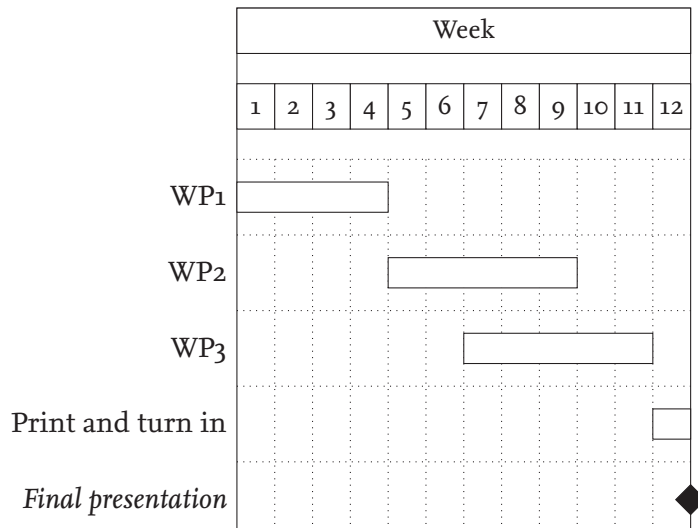 Week
1 2 3 4 5 6 7 8 9 10 11 12
WP1
WP2
WP3
Print and turn in
Final presentation